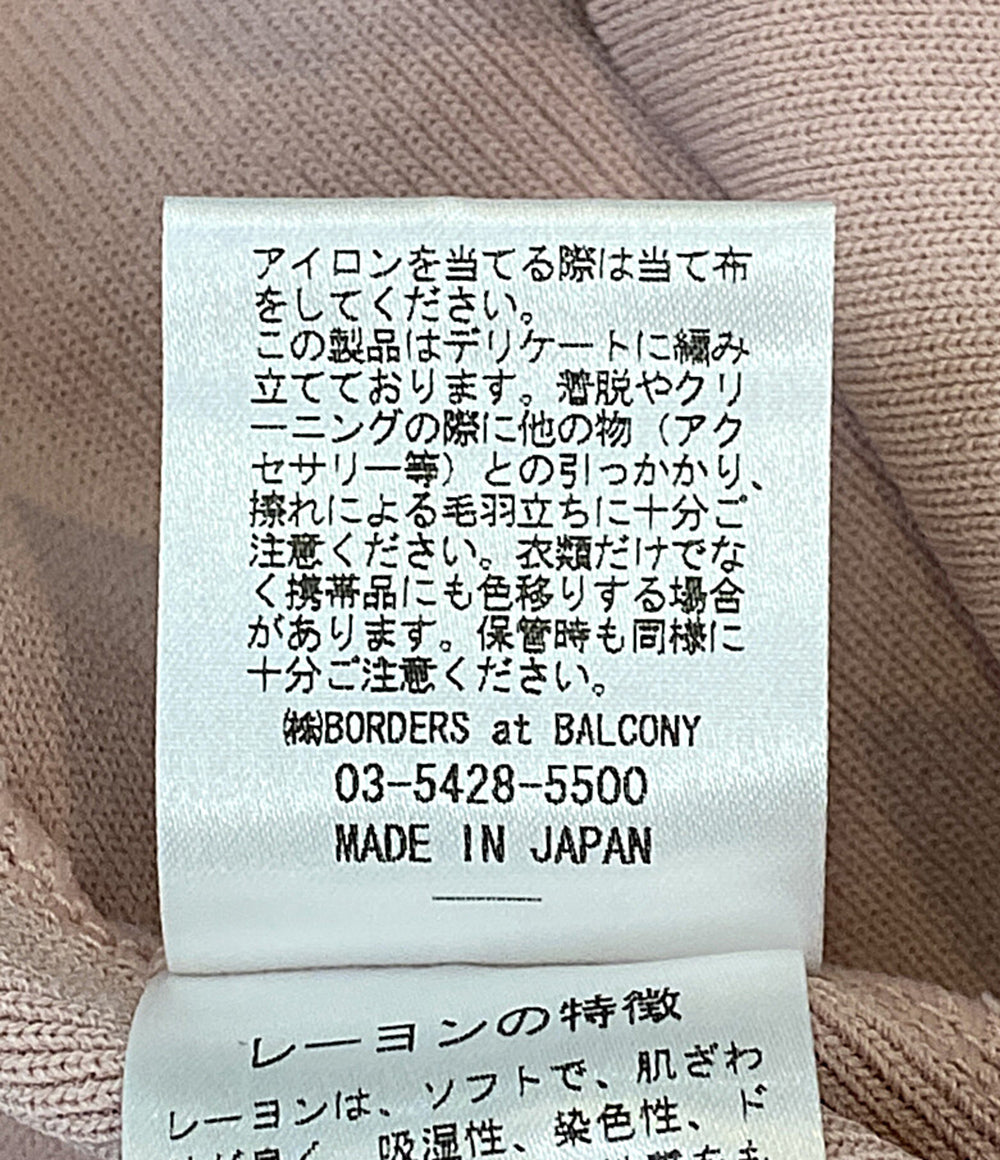 アイロンを当てる際は当て布
をしてください。
この製品はデリケートに編み
立てております。着脱やクリ
ーニングの際に他の物（アク
セサリー等）との引っかかり、
擦れによる毛羽立ちに十分ご
注意ください。衣類だけでな
く携帯品にも色移りする場合
があります。保管時も同様に
十分ご注意ください。
㈱BORDERS at BALCONY
03-5428-5500
MADE IN JAPAN
レーヨンの特徴
レーヨンは、ソフトで、肌ざわ
吸湿性、染色性、ド